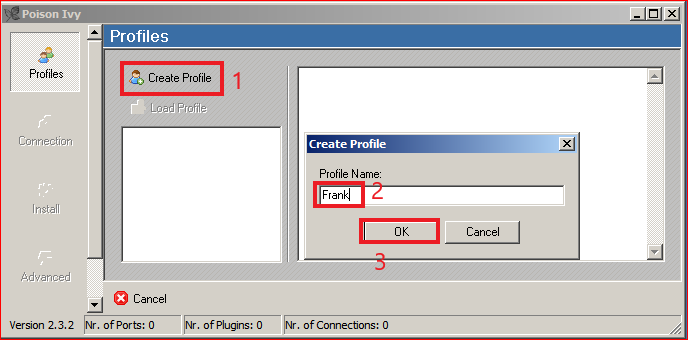 Poison Ivy
Profiles
Profiles
Connection
Install
Advanced
Create Profile
1
Load Profile
Create Profile
Profile Name:
Frank
2
OK
Cancel
3
Cancel
Version 2.3.2
Nr. of Ports: 0
Nr. of Plugins: 0
Nr. of Connections: 0